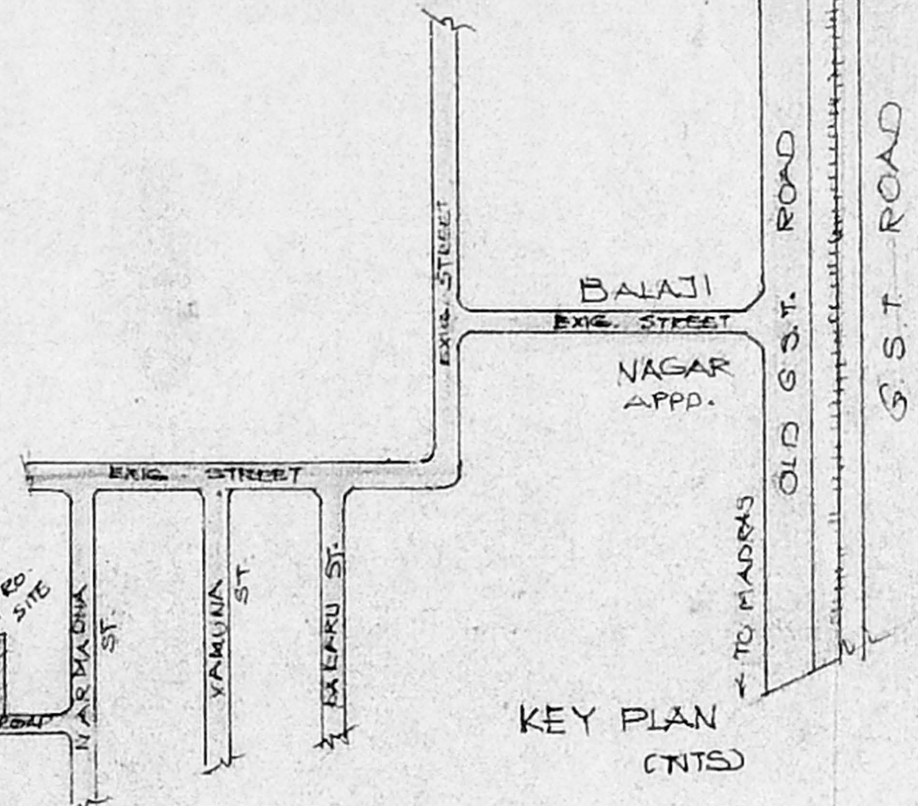 EXIG. STREET
BALAJI
EXIG. STREET
NAGAR
APPD.
OLD G.S.T. ROAD
G.S.T. ROAD
EXIG. STREET
RD.
SITE
NARMADHA ST.
YAMUNA ST.
PALARU ST.
TO MADRAS
KEY PLAN
(NTS)